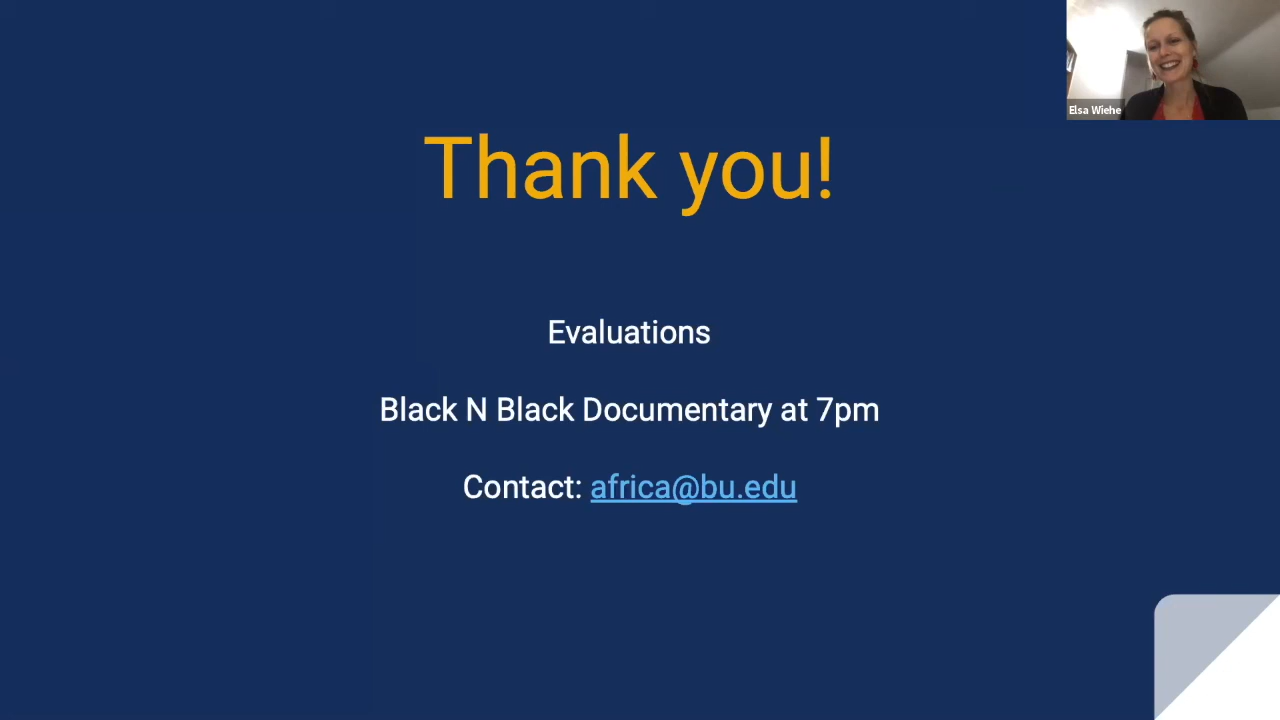 Elsa Wiehe
Thank you!
Evaluations
Black N Black Documentary at 7pm
Contact: africa@bu.edu